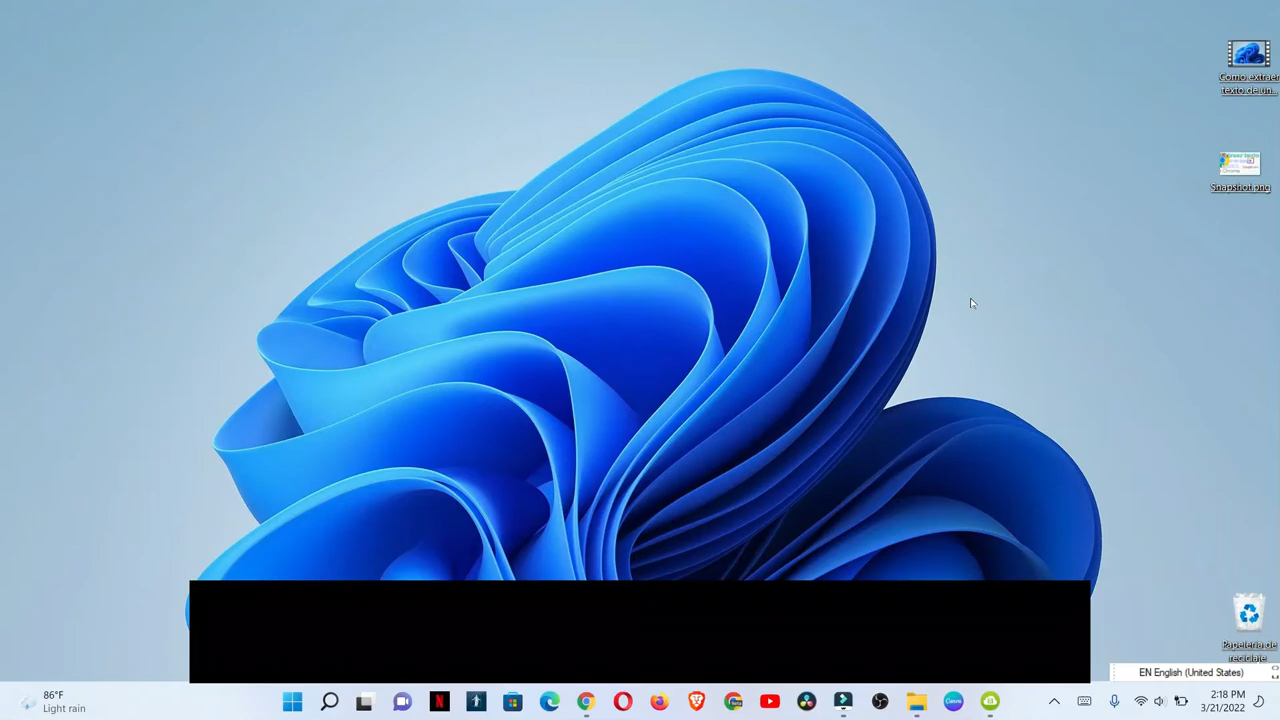 Como extraer
texto de un...
Snapshot.png
Papeleria de
reciclaje
EN English (United States)
86°F
Light rain
2:18 PM
3/21/2022